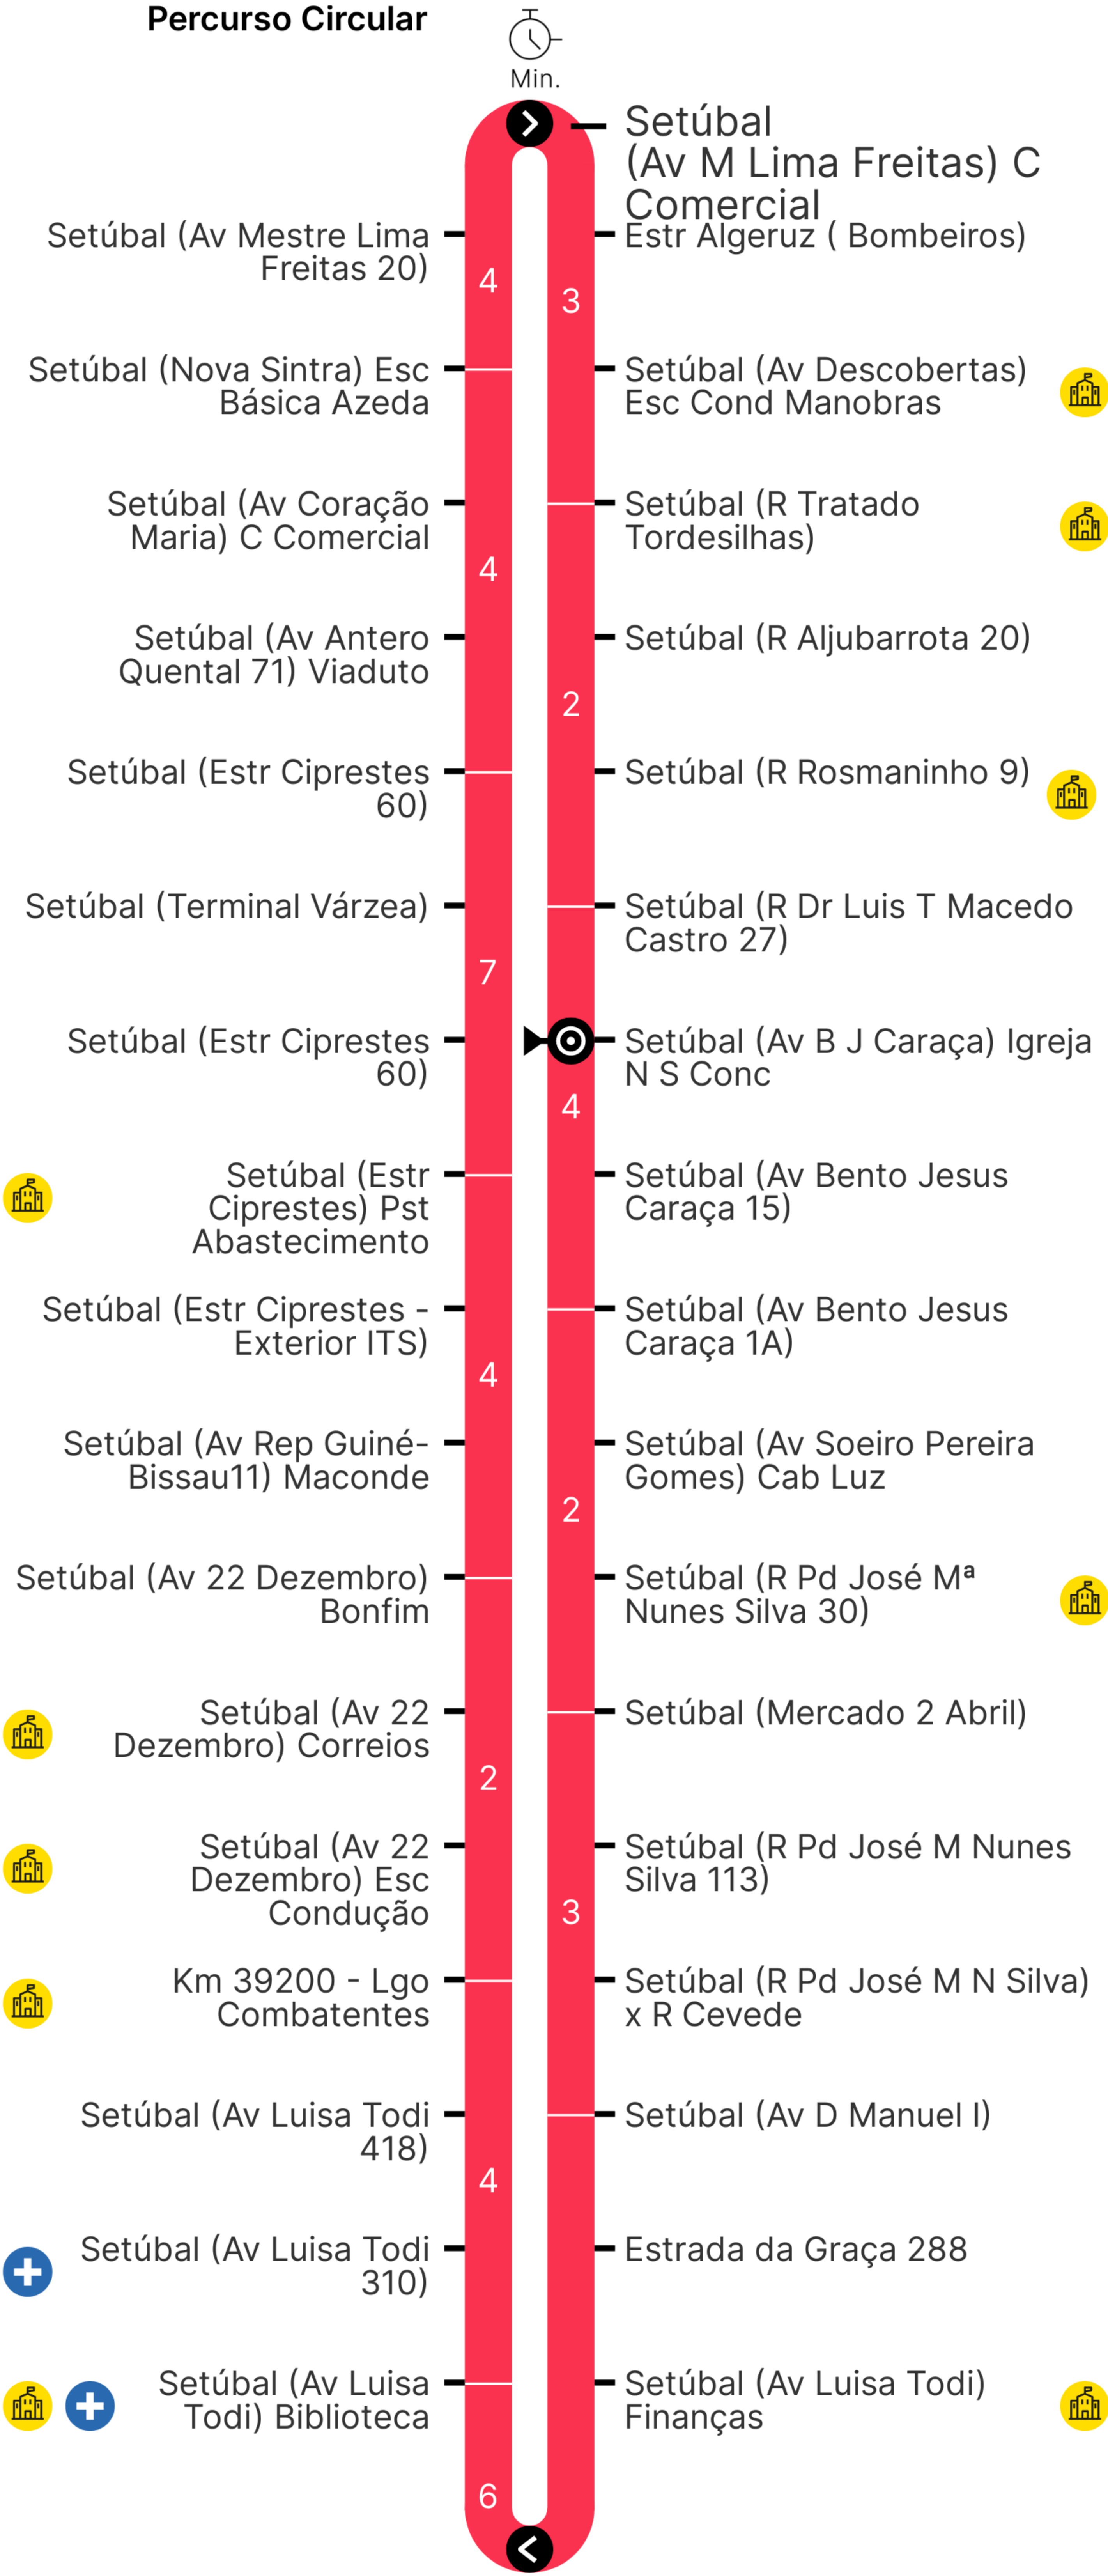 Percurso Circular
Min.
Setúbal
(Av M Lima Freitas) C
Comercial
Estr Algeruz ( Bombeiros)
3
Setúbal (Av Descobertas)
Esc Cond Manobras
Setúbal (R Tratado
Tordesilhas)
Setúbal (R Aljubarrota 20)
2
Setúbal (R Rosmaninho 9)
Setúbal (R Dr Luis T Macedo
Castro 27)
Setúbal (Av B J Caraça) Igreja
N S Conc
4
Setúbal (Av Bento Jesus
Caraça 15)
Setúbal (Av Bento Jesus
Caraça 1A)
Setúbal (Av Soeiro Pereira
Gomes) Cab Luz
2
Setúbal (R Pd José Mª
Nunes Silva 30)
Setúbal (Mercado 2 Abril)
Setúbal (R Pd José M Nunes
Silva 113)
3
Setúbal (R Pd José M N Silva)
x R Cevede
Setúbal (Av D Manuel I)
Estrada da Graça 288
Setúbal (Av Luisa Todi)
Finanças
Setúbal (Av Mestre Lima
Freitas 20)
4
Setúbal (Nova Sintra) Esc
Básica Azeda
Setúbal (Av Coração
Maria) C Comercial
4
Setúbal (Av Antero
Quental 71) Viaduto
Setúbal (Estr Ciprestes
60)
Setúbal (Terminal Várzea)
7
Setúbal (Estr Ciprestes
60)
Setúbal (Estr
Ciprestes) Pst
Abastecimento
Setúbal (Estr Ciprestes -
Exterior ITS)
4
Setúbal (Av Rep Guiné-
Bissau11) Maconde
Setúbal (Av 22 Dezembro)
Bonfim
Setúbal (Av 22
Dezembro) Correios
2
Setúbal (Av 22
Dezembro) Esc
Condução
Km 39200 - Lgo
Combatentes
Setúbal (Av Luisa Todi
418)
4
Setúbal (Av Luisa Todi
310)
Setúbal (Av Luisa
Todi) Biblioteca
6